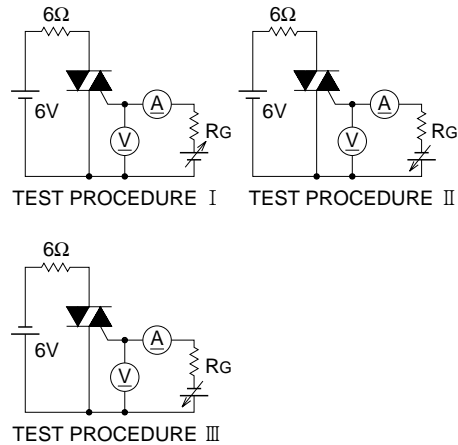 6Ω
6V
A
V
RG
TEST PROCEDURE Ⅰ
6Ω
6V
A
V
RG
TEST PROCEDURE Ⅱ
6Ω
6V
A
V
RG
TEST PROCEDURE Ⅲ